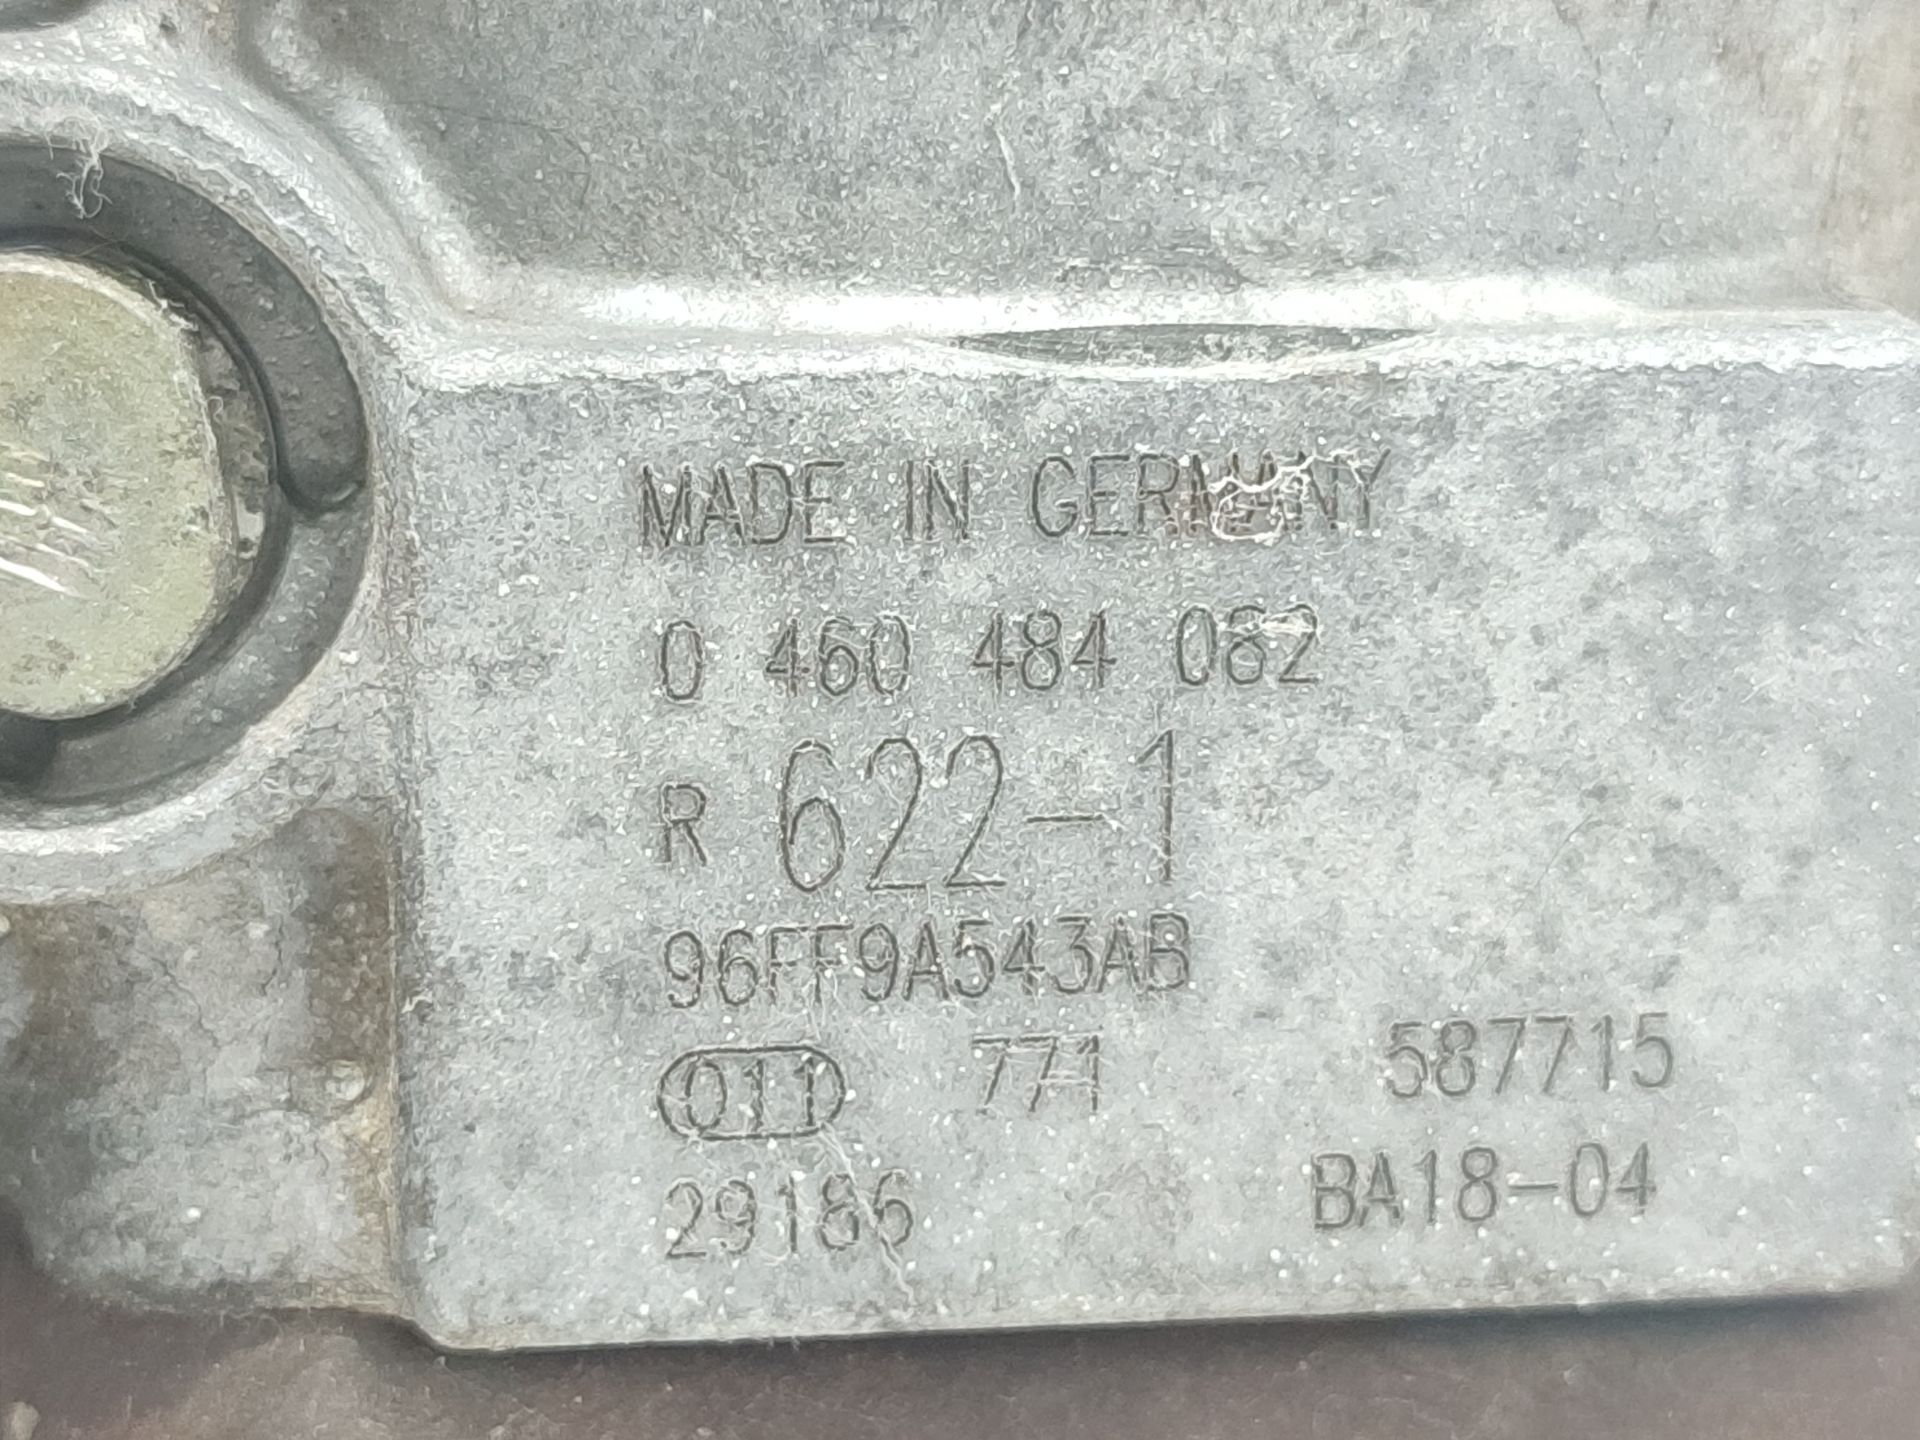 MADE IN GERMANY
0 460 484 082
R 622-1
96FF9A543AB
011 771 587715
29186 BA18-04